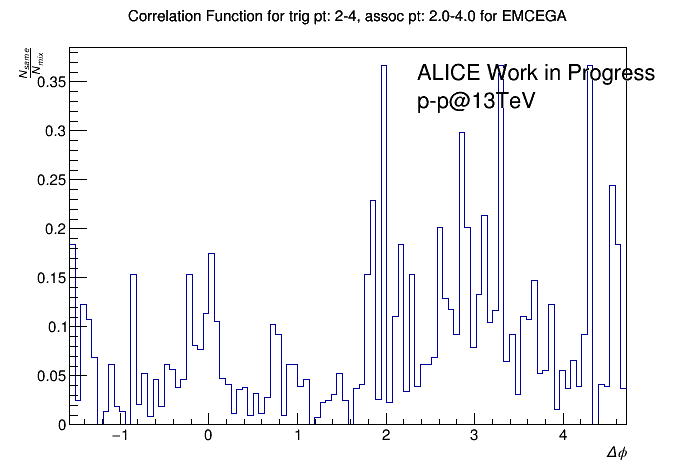 Correlation Function for trig pt: 2-4, assoc pt: 2.0-4.0 for EMCEGA
N_same
N_mix
ALICE Work in Progress
p-p@13TeV
0.35
0.3
0.25
0.2
0.15
0.1
0.05
0
−1 0 1 2 3 4
Δϕ